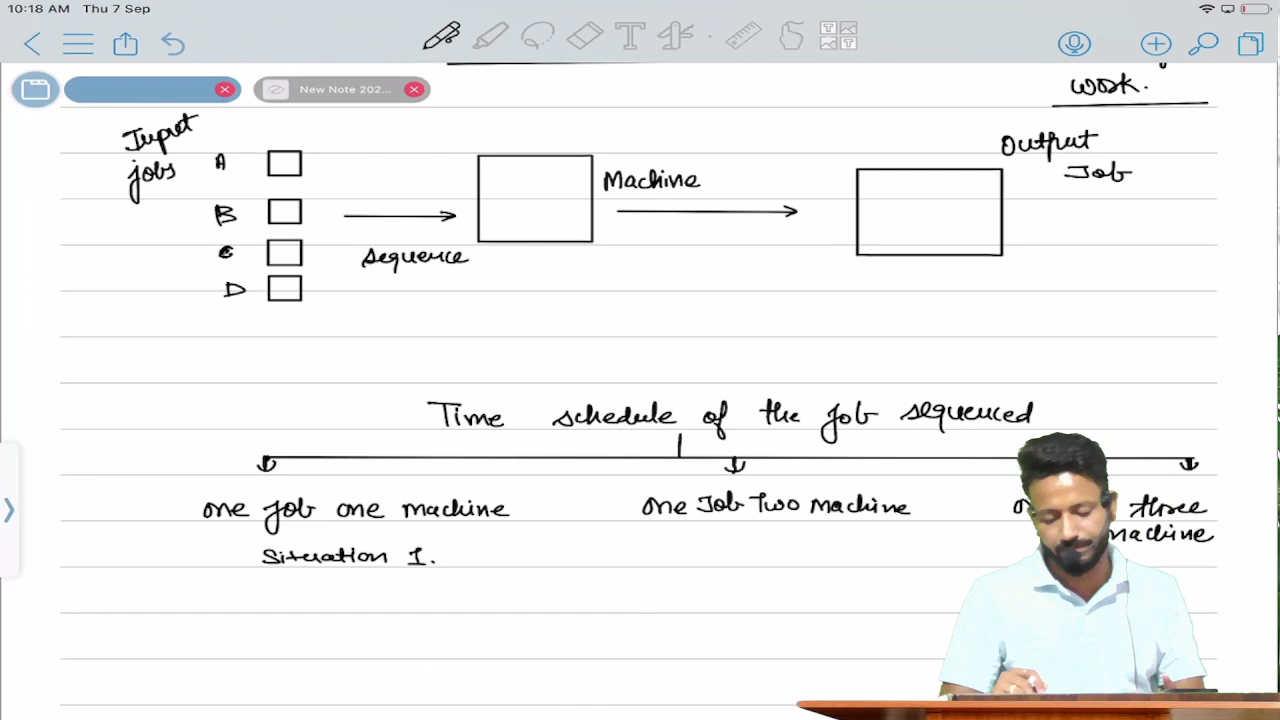 10:18 AM Thu 7 Sep
New Note 202...
work.
Input
jobs
A
B
C
D
sequence
Machine
Output
Job
Time schedule of the job sequenced
one job one machine
one Job Two machine
three
machine
Situation 1.